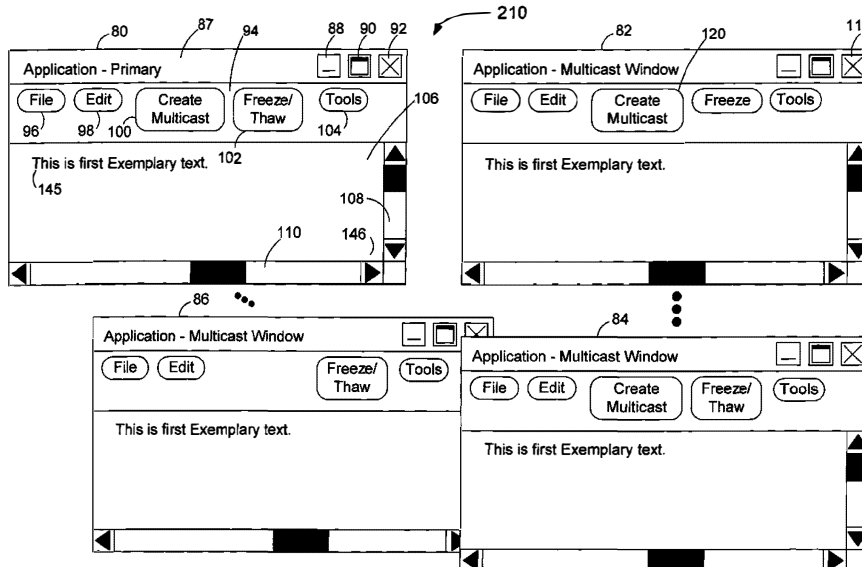 210
80 87 94 88 90 92
Application - Primary
File Edit Create Multicast Freeze/ Thaw Tools
96 98 100 102 104 106
This is first Exemplary text.
145
108
110
146
82 120 11
Application - Multicast Window
File Edit Create Multicast Freeze Tools
This is first Exemplary text.
86
Application - Multicast Window
File Edit Freeze/ Thaw Tools
This is first Exemplary text.
84
Application - Multicast Window
File Edit Create Multicast Freeze/ Thaw Tools
This is first Exemplary text.